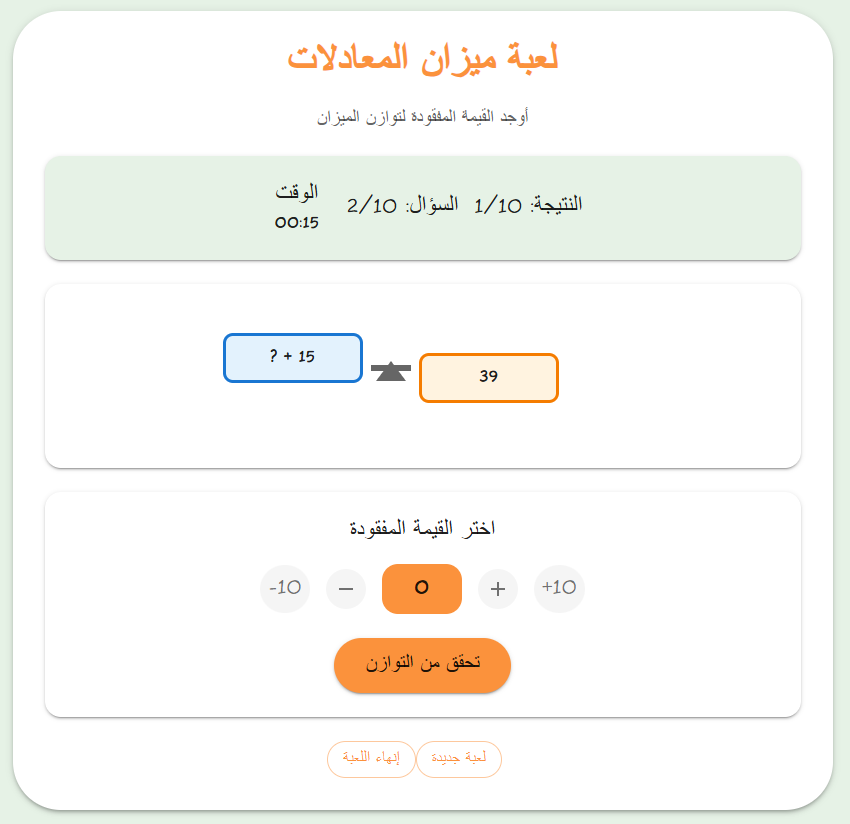 لعبة ميزان المعادلات
أوجد القيمة المفقودة لتوازن الميزان
النتيجة: 1/10 السؤال: 2/10 الوقت
00:15
? + 15
39
اختر القيمة المفقودة
+10 + 0 − -10
تحقق من التوازن
لعبة جديدة إنهاء اللعبة